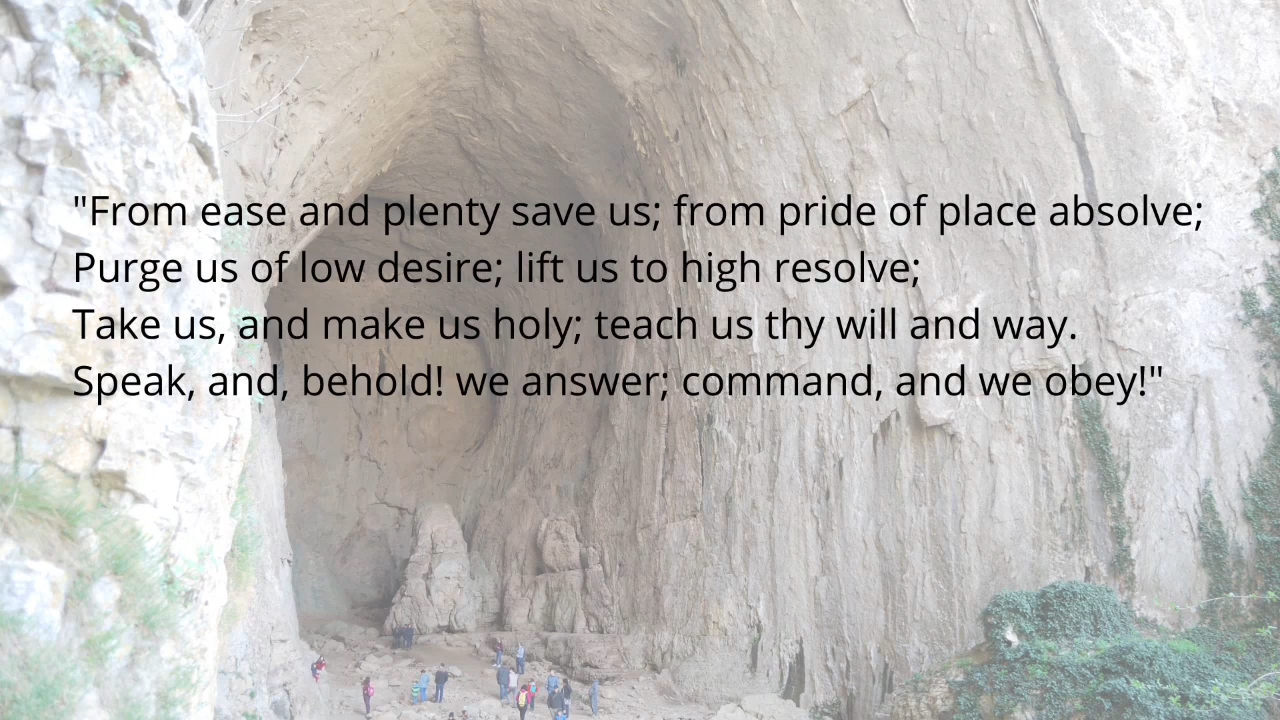 "From ease and plenty save us; from pride of place absolve;
Purge us of low desire; lift us to high resolve;
Take us, and make us holy; teach us thy will and way.
Speak, and, behold! we answer; command, and we obey!"